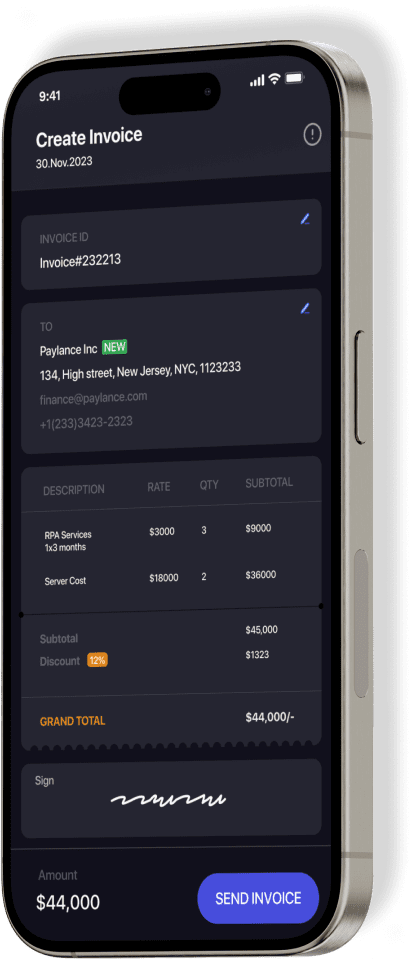 9:41
Create Invoice
30.Nov.2023
INVOICE ID
Invoice#232213
TO
Paylance Inc NEW
134, High street, New Jersey, NYC, 1123233
finance@paylance.com
+1(233)3423-2323
DESCRIPTION RATE QTY SUBTOTAL
RPA Services $3000 3 $9000
1x3 months
Server Cost $18000 2 $36000
Subtotal $45,000
Discount 12% $1323
GRAND TOTAL $44,000/-
Sign
Amount
$44,000 SEND INVOICE